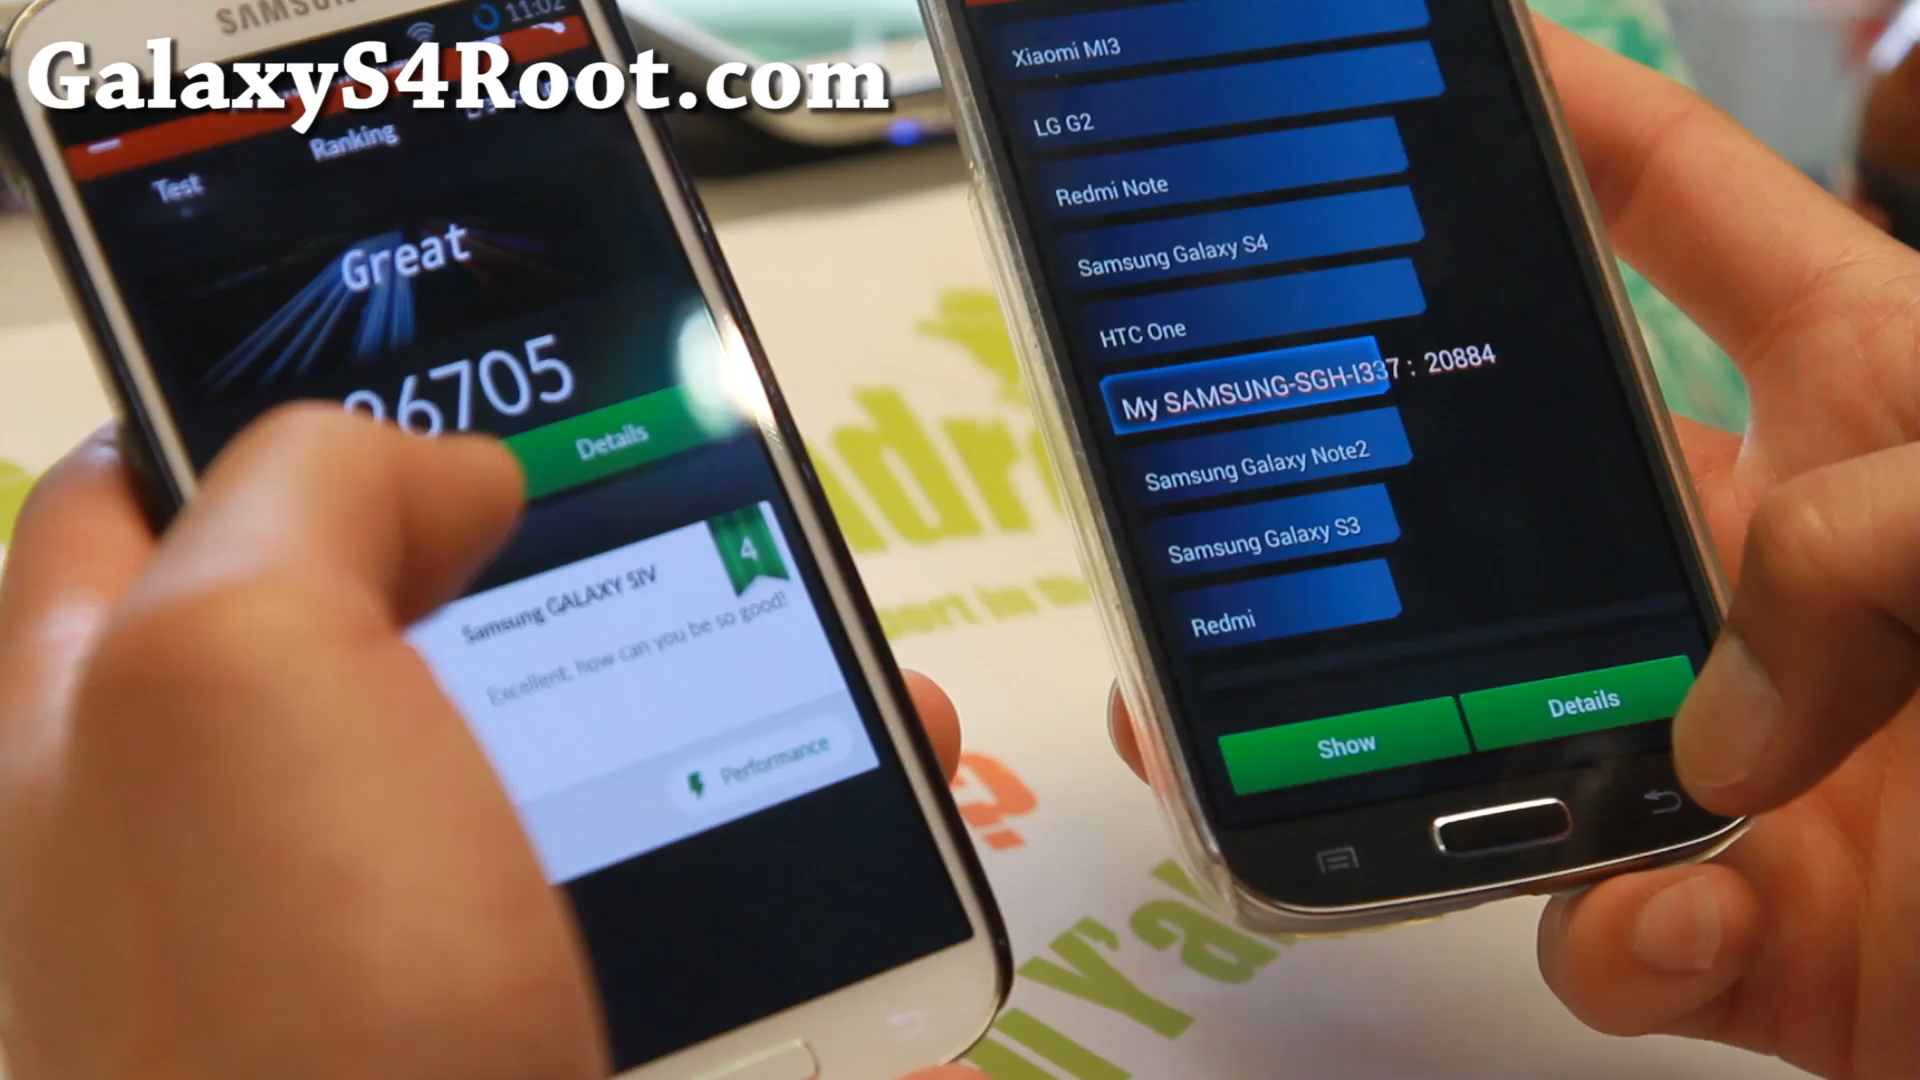 GalaxyS4Root.com
SAMSUNG
11:02
Test
Ranking
Great
26705
Details
Samsung GALAXY SIV
4
Excellent, how can you be so good!
Performance
Xiaomi MI3
LG G2
Redmi Note
Samsung Galaxy S4
HTC One
My SAMSUNG-SGH-I337 : 20884
Samsung Galaxy Note2
Samsung Galaxy S3
Redmi
Show
Details